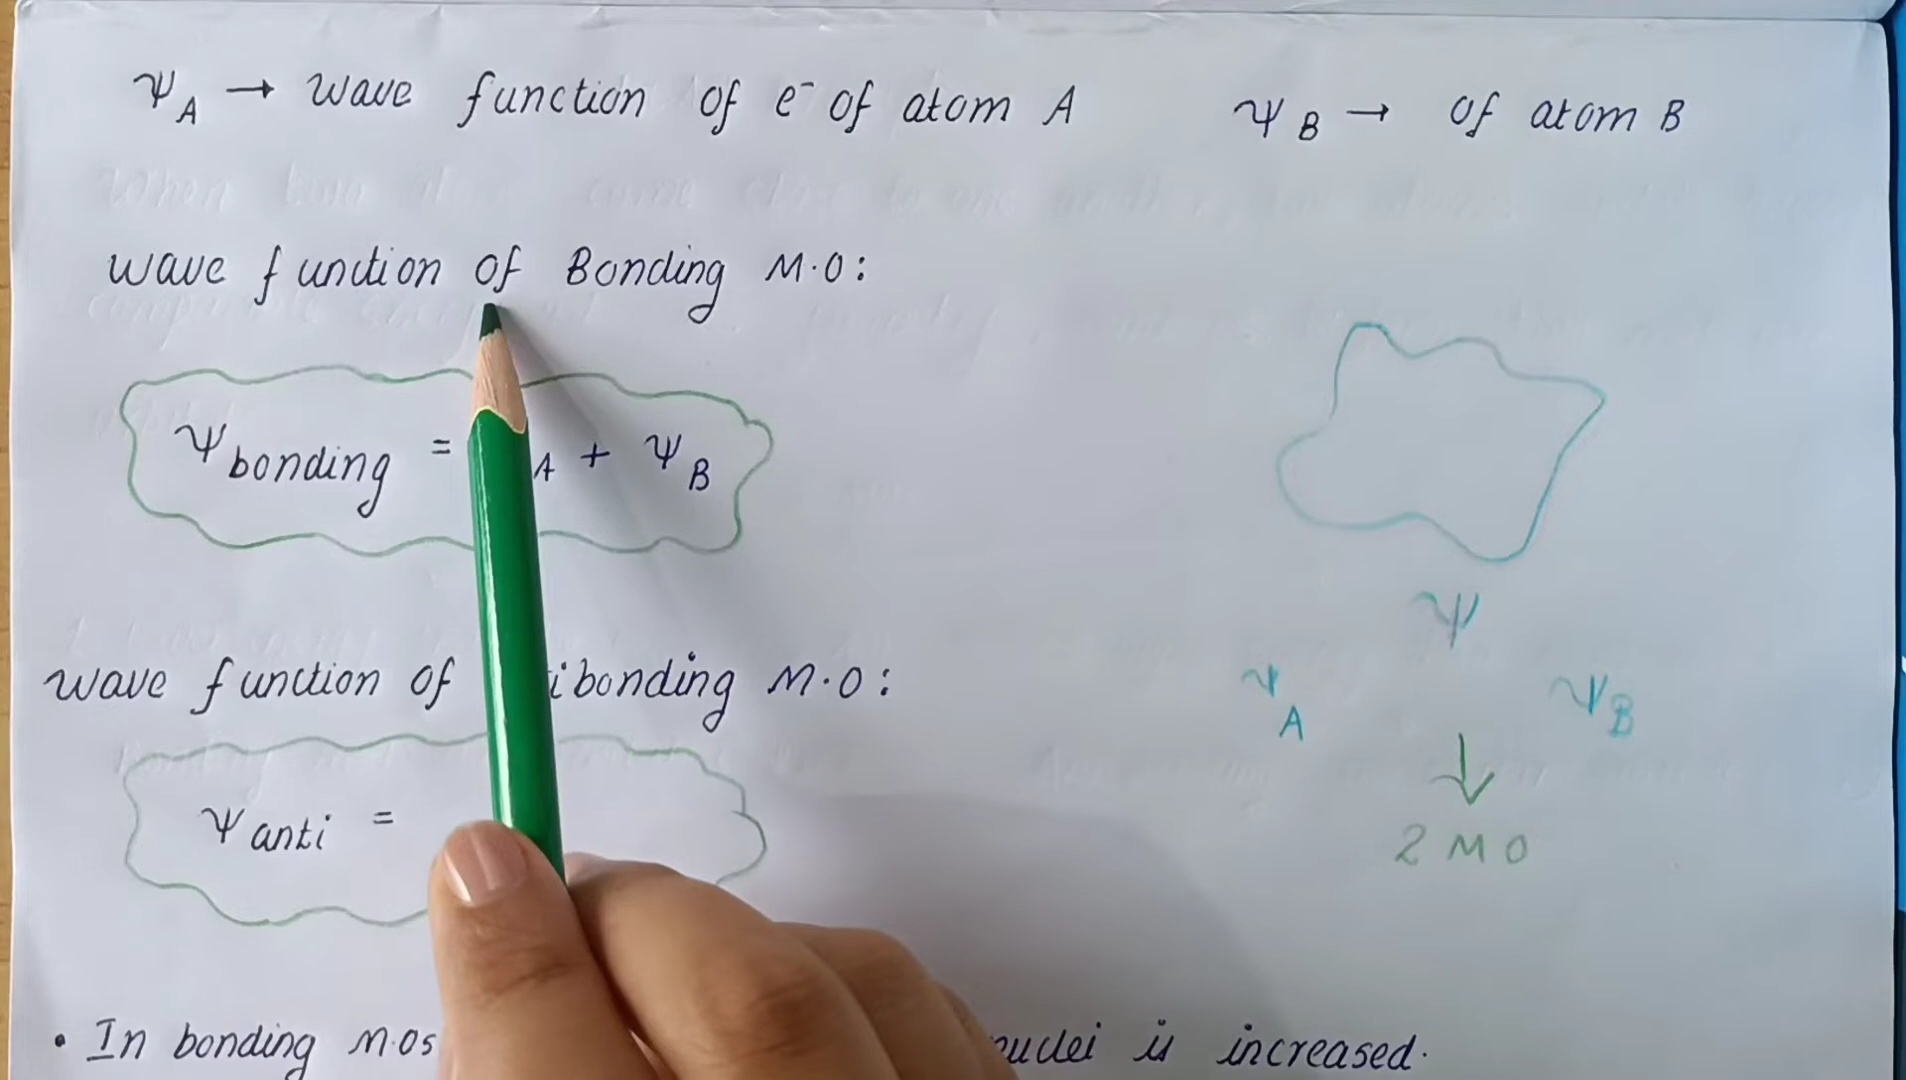 ψA → wave function of e⁻ of atom A ψB → of atom B
wave function of Bonding M.O:
ψbonding = A + ψB
wave function of ibonding M.O:
ψanti =
ψ
ψA ψB
↓
2 MO
• In bonding M.Os nuclei is increased.